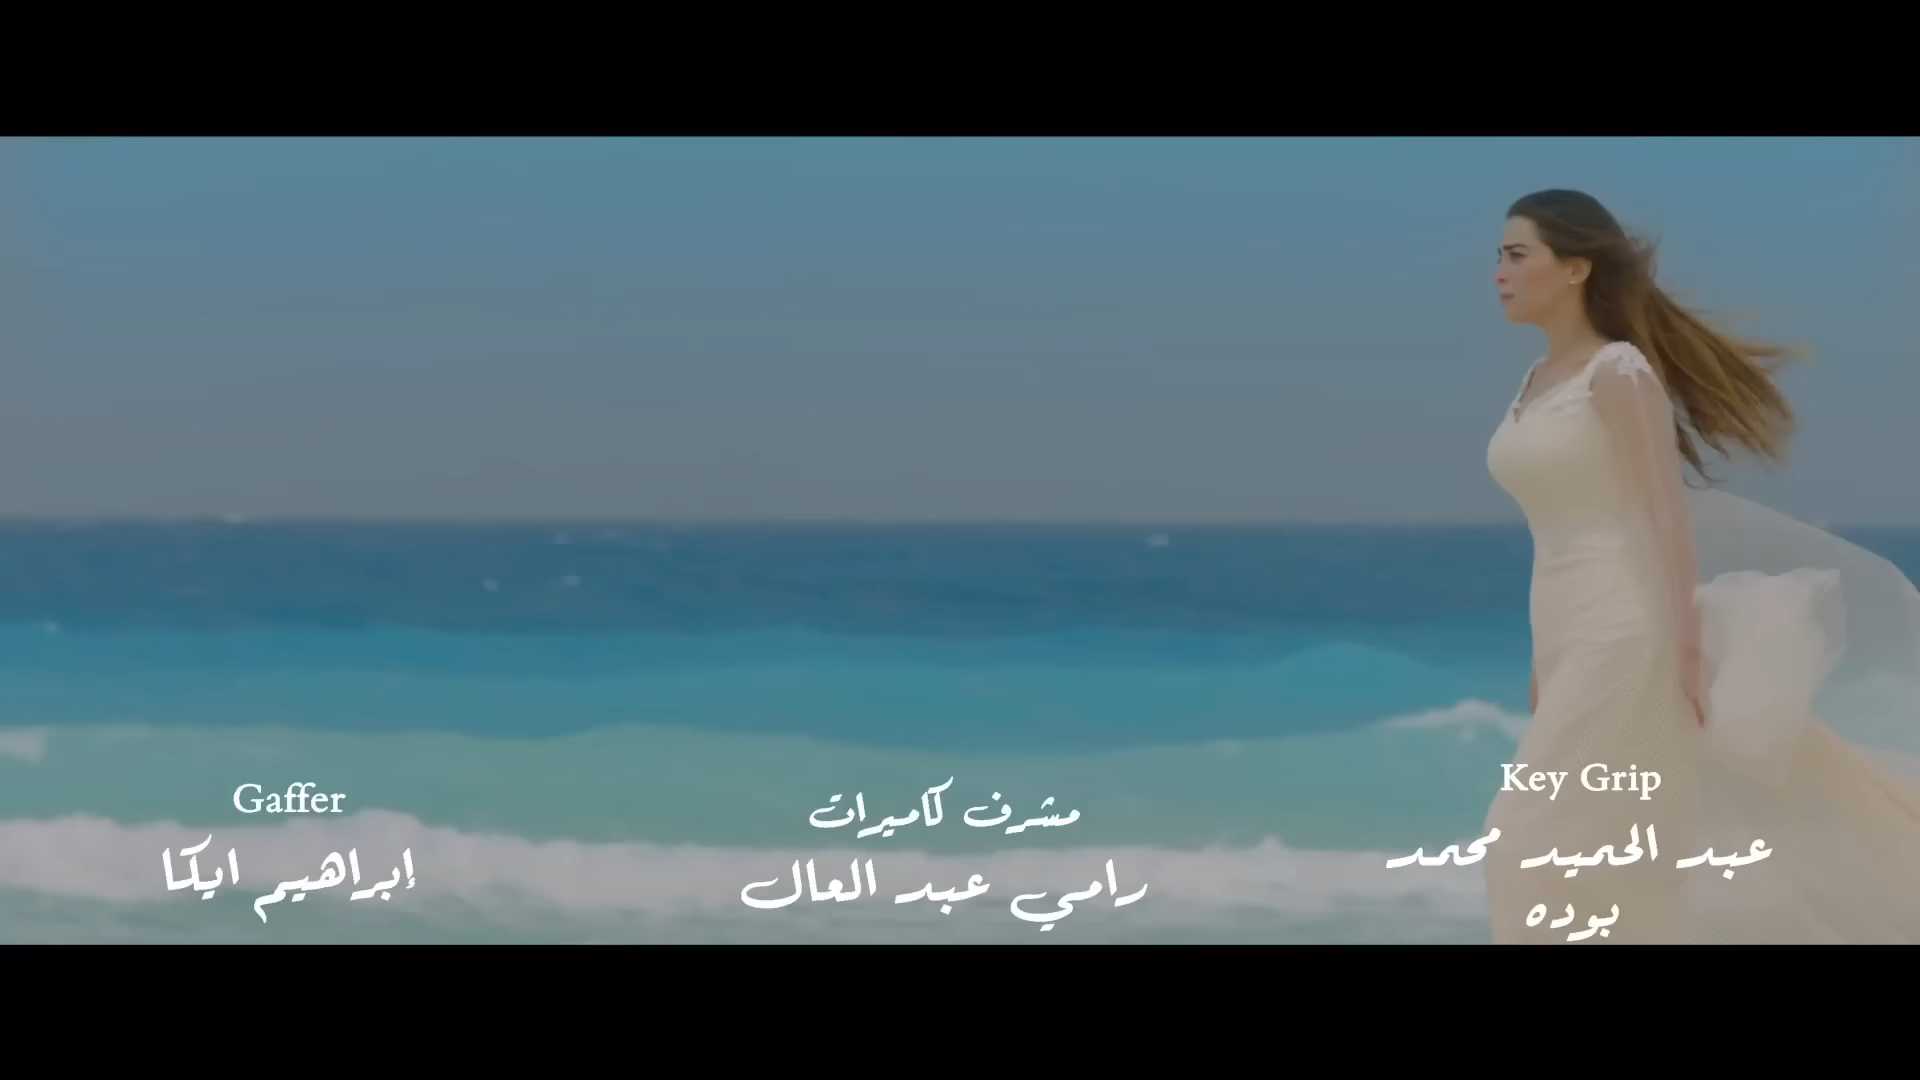 Key Grip
عبد الحميد محمد
بوده
مشرف كاميرات
رامي عبد العال
Gaffer
إبراهيم ايكا